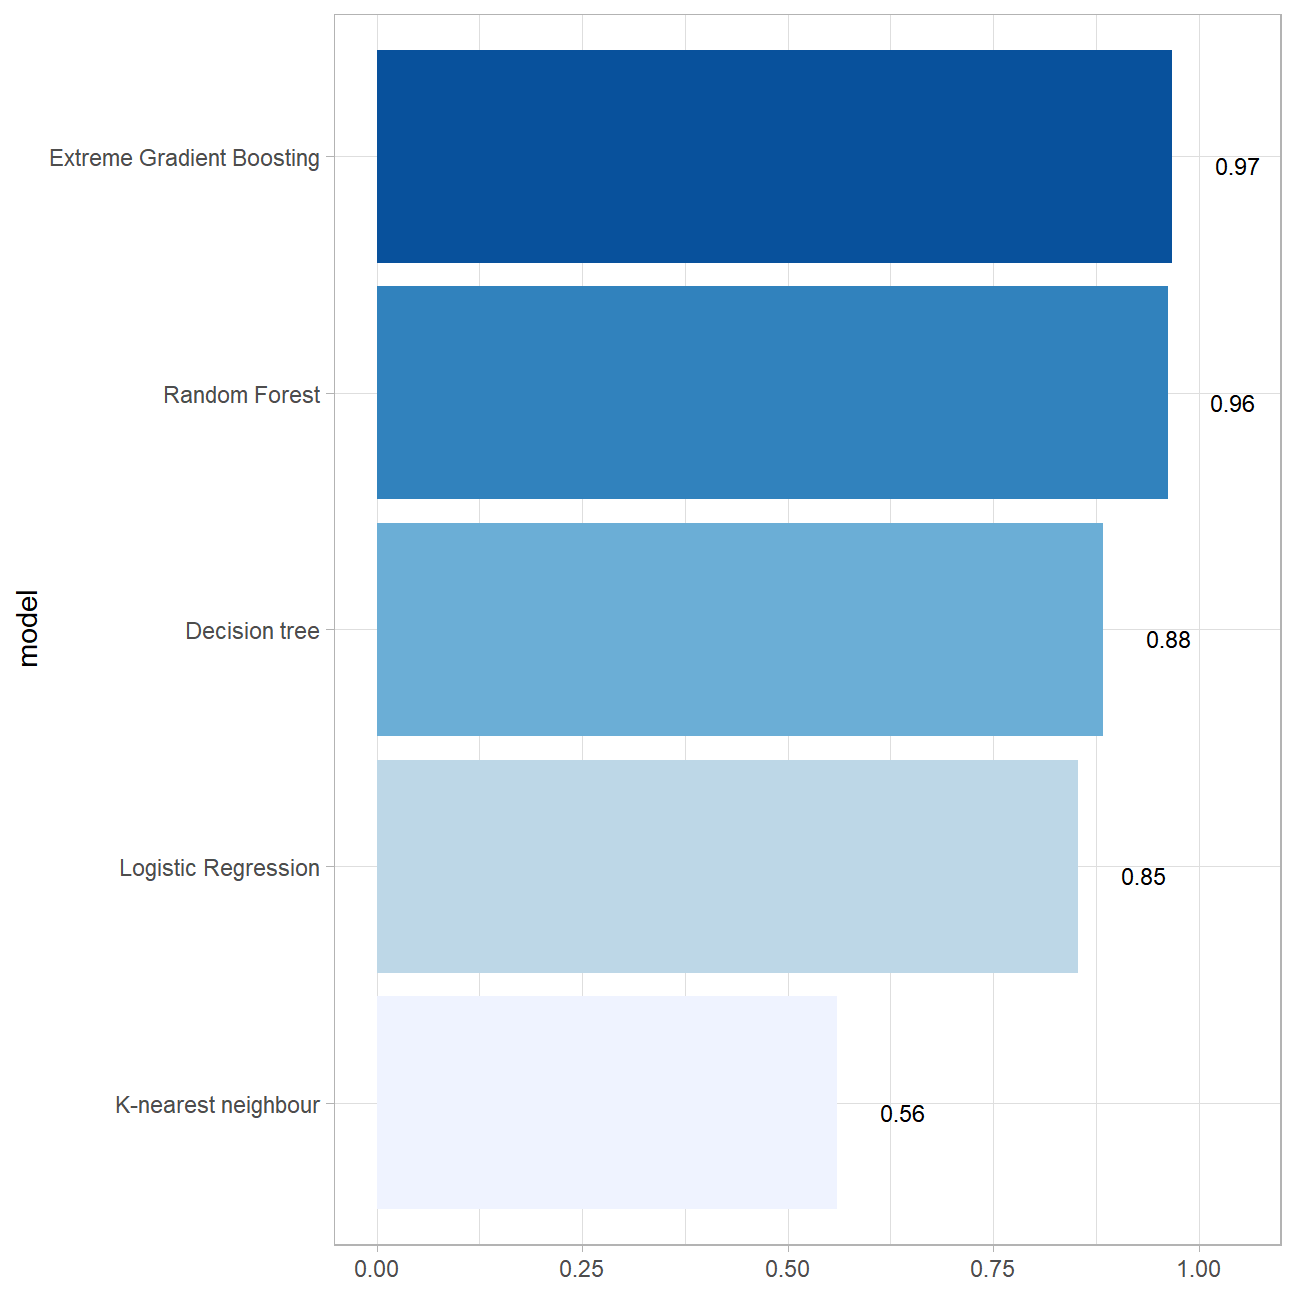 model
Extreme Gradient Boosting
0.97
Random Forest
0.96
Decision tree
0.88
Logistic Regression
0.85
K-nearest neighbour
0.56
0.00 0.25 0.50 0.75 1.00